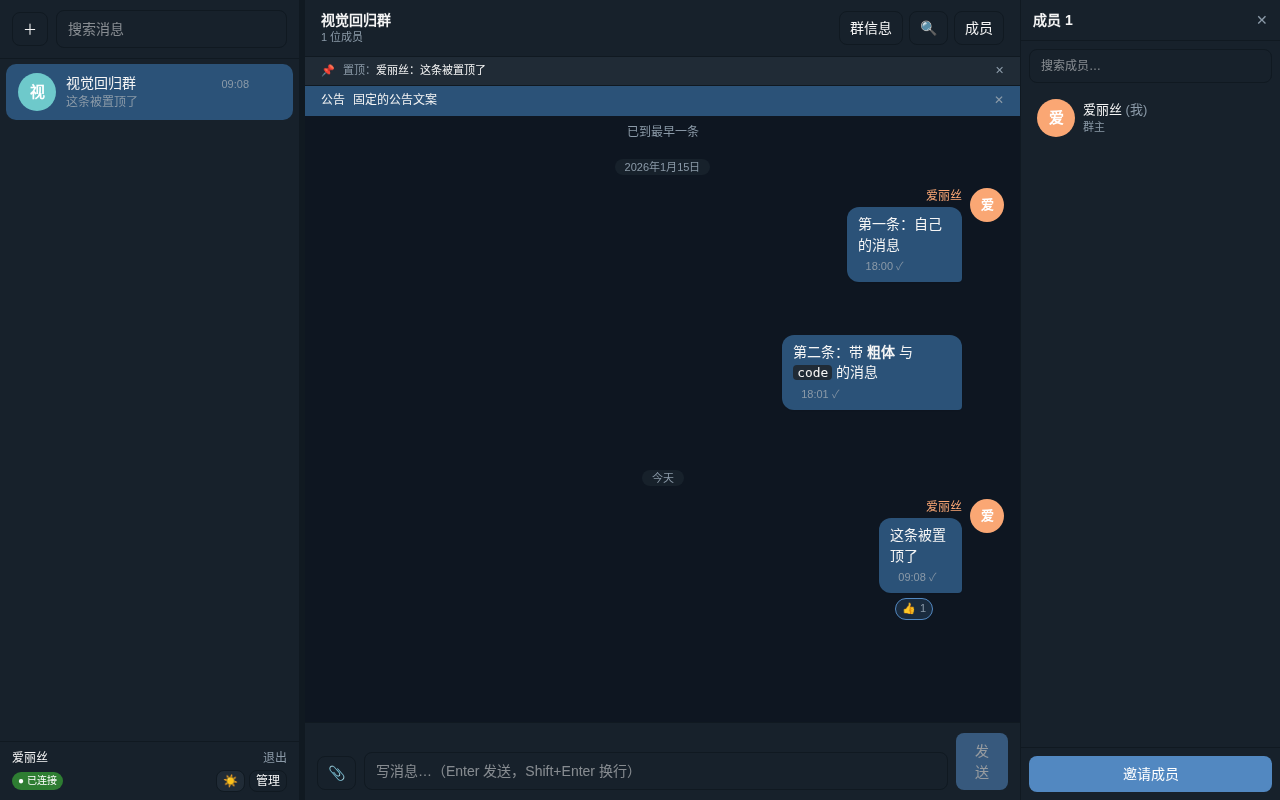 ＋
搜索消息
视
视觉回归群
09:08
这条被置顶了
爱丽丝
退出
● 已连接
管理
视觉回归群
1 位成员
群信息
成员
置顶：爱丽丝：这条被置顶了
×
公告 固定的公告文案
×
已到最早一条
2026年1月15日
爱丽丝
爱
第一条：自己
的消息
18:00 ✓
第二条：带 粗体 与
code 的消息
18:01 ✓
今天
爱丽丝
爱
这条被置
顶了
09:08 ✓
👍 1
写消息…（Enter 发送，Shift+Enter 换行）
发
送
成员 1
×
搜索成员…
爱
爱丽丝 (我)
群主
邀请成员